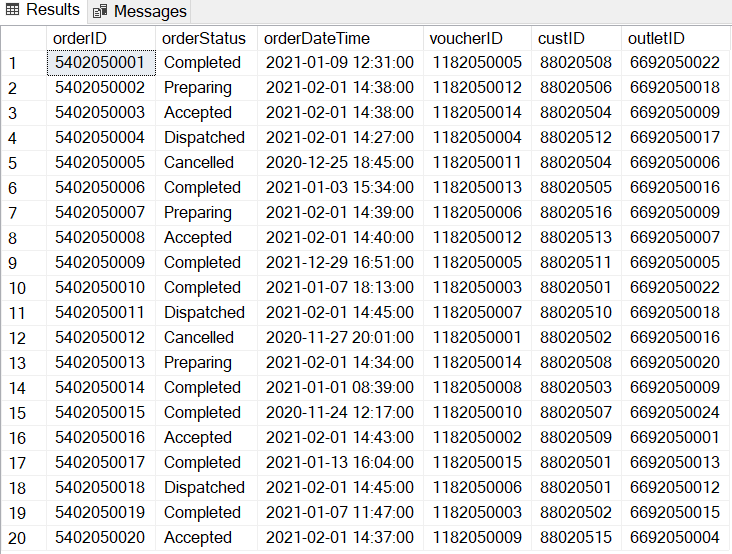 Results Messages
orderID orderStatus orderDateTime voucherID custID outletID
1 5402050001 Completed 2021-01-09 12:31:00 1182050005 88020508 6692050022
2 5402050002 Preparing 2021-02-01 14:38:00 1182050012 88020506 6692050018
3 5402050003 Accepted 2021-02-01 14:38:00 1182050014 88020504 6692050009
4 5402050004 Dispatched 2021-02-01 14:27:00 1182050004 88020512 6692050017
5 5402050005 Cancelled 2020-12-25 18:45:00 1182050011 88020504 6692050006
6 5402050006 Completed 2021-01-03 15:34:00 1182050013 88020505 6692050016
7 5402050007 Preparing 2021-02-01 14:39:00 1182050006 88020516 6692050009
8 5402050008 Accepted 2021-02-01 14:40:00 1182050012 88020513 6692050007
9 5402050009 Completed 2021-12-29 16:51:00 1182050005 88020511 6692050005
10 5402050010 Completed 2021-01-07 18:13:00 1182050003 88020501 6692050022
11 5402050011 Dispatched 2021-02-01 14:45:00 1182050007 88020510 6692050018
12 5402050012 Cancelled 2020-11-27 20:01:00 1182050001 88020502 6692050016
13 5402050013 Preparing 2021-02-01 14:34:00 1182050014 88020508 6692050020
14 5402050014 Completed 2021-01-01 08:39:00 1182050008 88020503 6692050009
15 5402050015 Completed 2020-11-24 12:17:00 1182050010 88020507 6692050024
16 5402050016 Accepted 2021-02-01 14:43:00 1182050002 88020509 6692050001
17 5402050017 Completed 2021-01-13 16:04:00 1182050015 88020501 6692050013
18 5402050018 Dispatched 2021-02-01 14:45:00 1182050006 88020501 6692050012
19 5402050019 Completed 2021-01-07 11:47:00 1182050003 88020502 6692050015
20 5402050020 Accepted 2021-02-01 14:37:00 1182050009 88020515 6692050004